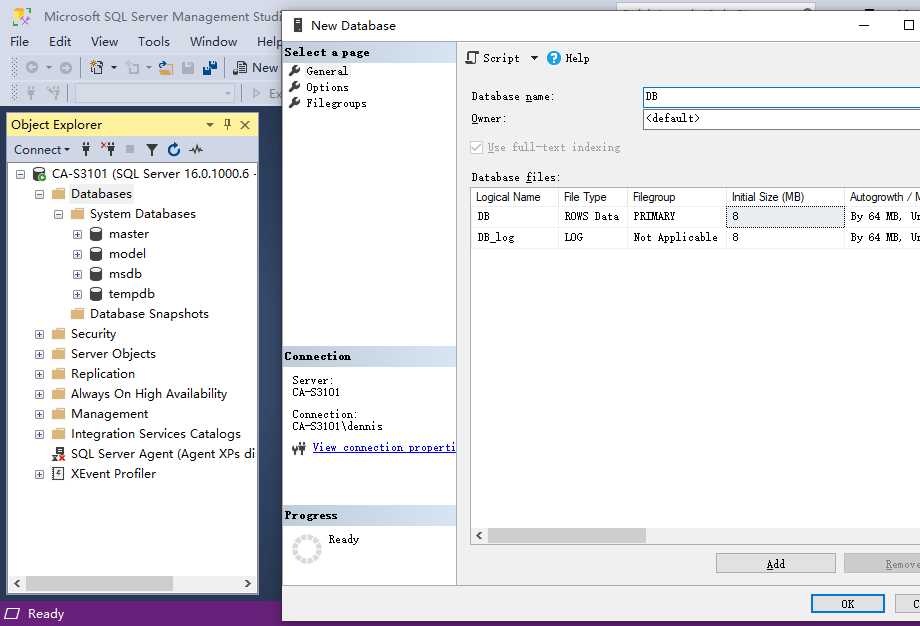 Microsoft SQL Server Management Studi
New Database
File Edit View Tools Window Help
New
Ex
Object Explorer
Connect
CA-S3101 (SQL Server 16.0.1000.6 -
Databases
System Databases
master
model
msdb
tempdb
Database Snapshots
Security
Server Objects
Replication
Always On High Availability
Management
Integration Services Catalogs
SQL Server Agent (Agent XPs di
XEvent Profiler
Ready
Select a page
General
Options
Filegroups
Connection
Server:
CA-S3101
Connection:
CA-S3101\dennis
View connection properti
Progress
Ready
Script Help
Database name: DB
Owner: <default>
Use full-text indexing
Database files:
Logical Name File Type Filegroup Initial Size (MB) Autogrowth / M
DB ROWS Data PRIMARY 8 By 64 MB, Un
DB_log LOG Not Applicable 8 By 64 MB, Un
Add Remove
OK C